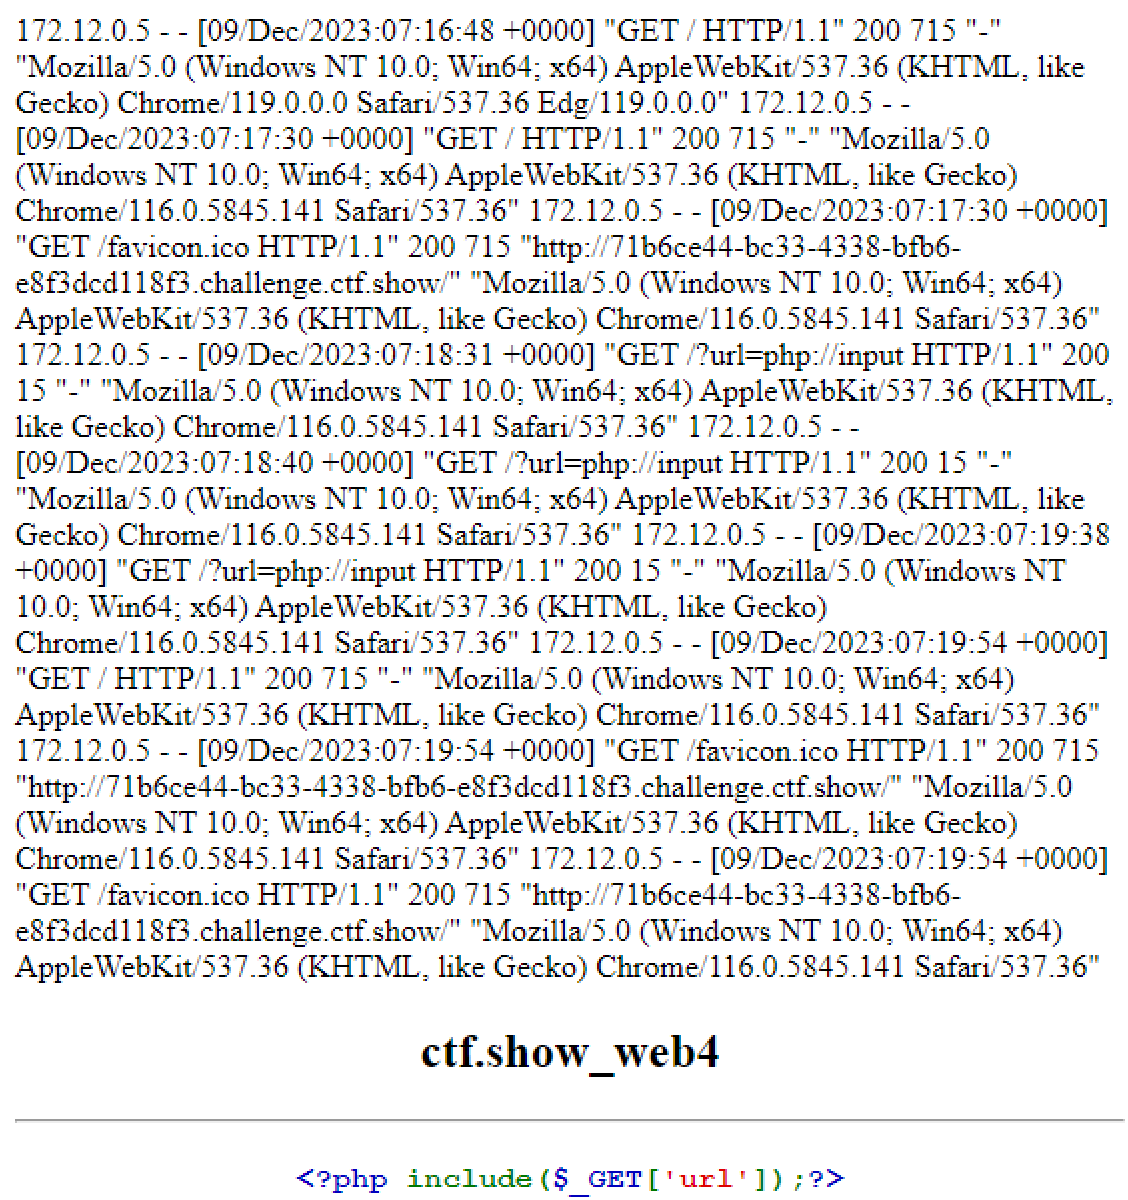 172.12.0.5 - - [09/Dec/2023:07:16:48 +0000] "GET / HTTP/1.1" 200 715 "-"
"Mozilla/5.0 (Windows NT 10.0; Win64; x64) AppleWebKit/537.36 (KHTML, like
Gecko) Chrome/119.0.0.0 Safari/537.36 Edg/119.0.0.0" 172.12.0.5 - -
[09/Dec/2023:07:17:30 +0000] "GET / HTTP/1.1" 200 715 "-" "Mozilla/5.0
(Windows NT 10.0; Win64; x64) AppleWebKit/537.36 (KHTML, like Gecko)
Chrome/116.0.5845.141 Safari/537.36" 172.12.0.5 - - [09/Dec/2023:07:17:30 +0000]
"GET /favicon.ico HTTP/1.1" 200 715 "http://71b6ce44-bc33-4338-bfb6-
e8f3dcd118f3.challenge.ctf.show/" "Mozilla/5.0 (Windows NT 10.0; Win64; x64)
AppleWebKit/537.36 (KHTML, like Gecko) Chrome/116.0.5845.141 Safari/537.36"
172.12.0.5 - - [09/Dec/2023:07:18:31 +0000] "GET /?url=php://input HTTP/1.1" 200
15 "-" "Mozilla/5.0 (Windows NT 10.0; Win64; x64) AppleWebKit/537.36 (KHTML,
like Gecko) Chrome/116.0.5845.141 Safari/537.36" 172.12.0.5 - -
[09/Dec/2023:07:18:40 +0000] "GET /?url=php://input HTTP/1.1" 200 15 "-"
"Mozilla/5.0 (Windows NT 10.0; Win64; x64) AppleWebKit/537.36 (KHTML, like
Gecko) Chrome/116.0.5845.141 Safari/537.36" 172.12.0.5 - - [09/Dec/2023:07:19:38
+0000] "GET /?url=php://input HTTP/1.1" 200 15 "-" "Mozilla/5.0 (Windows NT
10.0; Win64; x64) AppleWebKit/537.36 (KHTML, like Gecko)
Chrome/116.0.5845.141 Safari/537.36" 172.12.0.5 - - [09/Dec/2023:07:19:54 +0000]
"GET / HTTP/1.1" 200 715 "-" "Mozilla/5.0 (Windows NT 10.0; Win64; x64)
AppleWebKit/537.36 (KHTML, like Gecko) Chrome/116.0.5845.141 Safari/537.36"
172.12.0.5 - - [09/Dec/2023:07:19:54 +0000] "GET /favicon.ico HTTP/1.1" 200 715
"http://71b6ce44-bc33-4338-bfb6-e8f3dcd118f3.challenge.ctf.show/" "Mozilla/5.0
(Windows NT 10.0; Win64; x64) AppleWebKit/537.36 (KHTML, like Gecko)
Chrome/116.0.5845.141 Safari/537.36" 172.12.0.5 - - [09/Dec/2023:07:19:54 +0000]
"GET /favicon.ico HTTP/1.1" 200 715 "http://71b6ce44-bc33-4338-bfb6-
e8f3dcd118f3.challenge.ctf.show/" "Mozilla/5.0 (Windows NT 10.0; Win64; x64)
AppleWebKit/537.36 (KHTML, like Gecko) Chrome/116.0.5845.141 Safari/537.36"
ctf.show_web4
<?php include($_GET['url']);?>